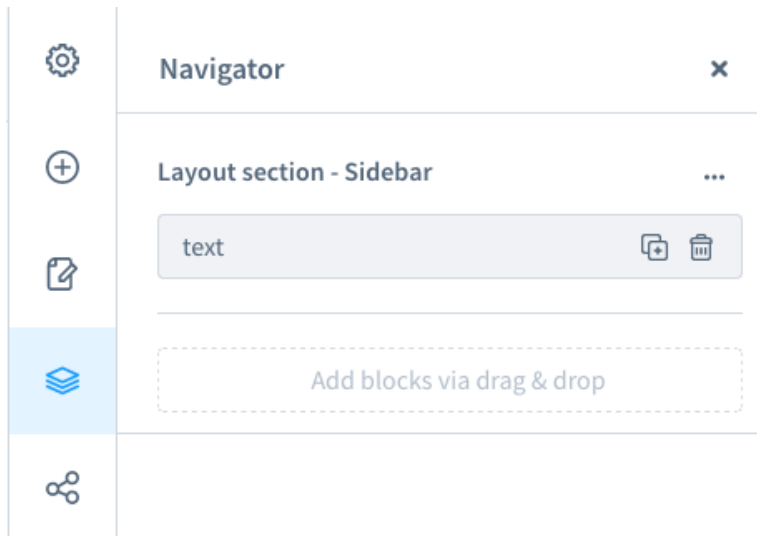 Navigator
Layout section - Sidebar
text
Add blocks via drag & drop